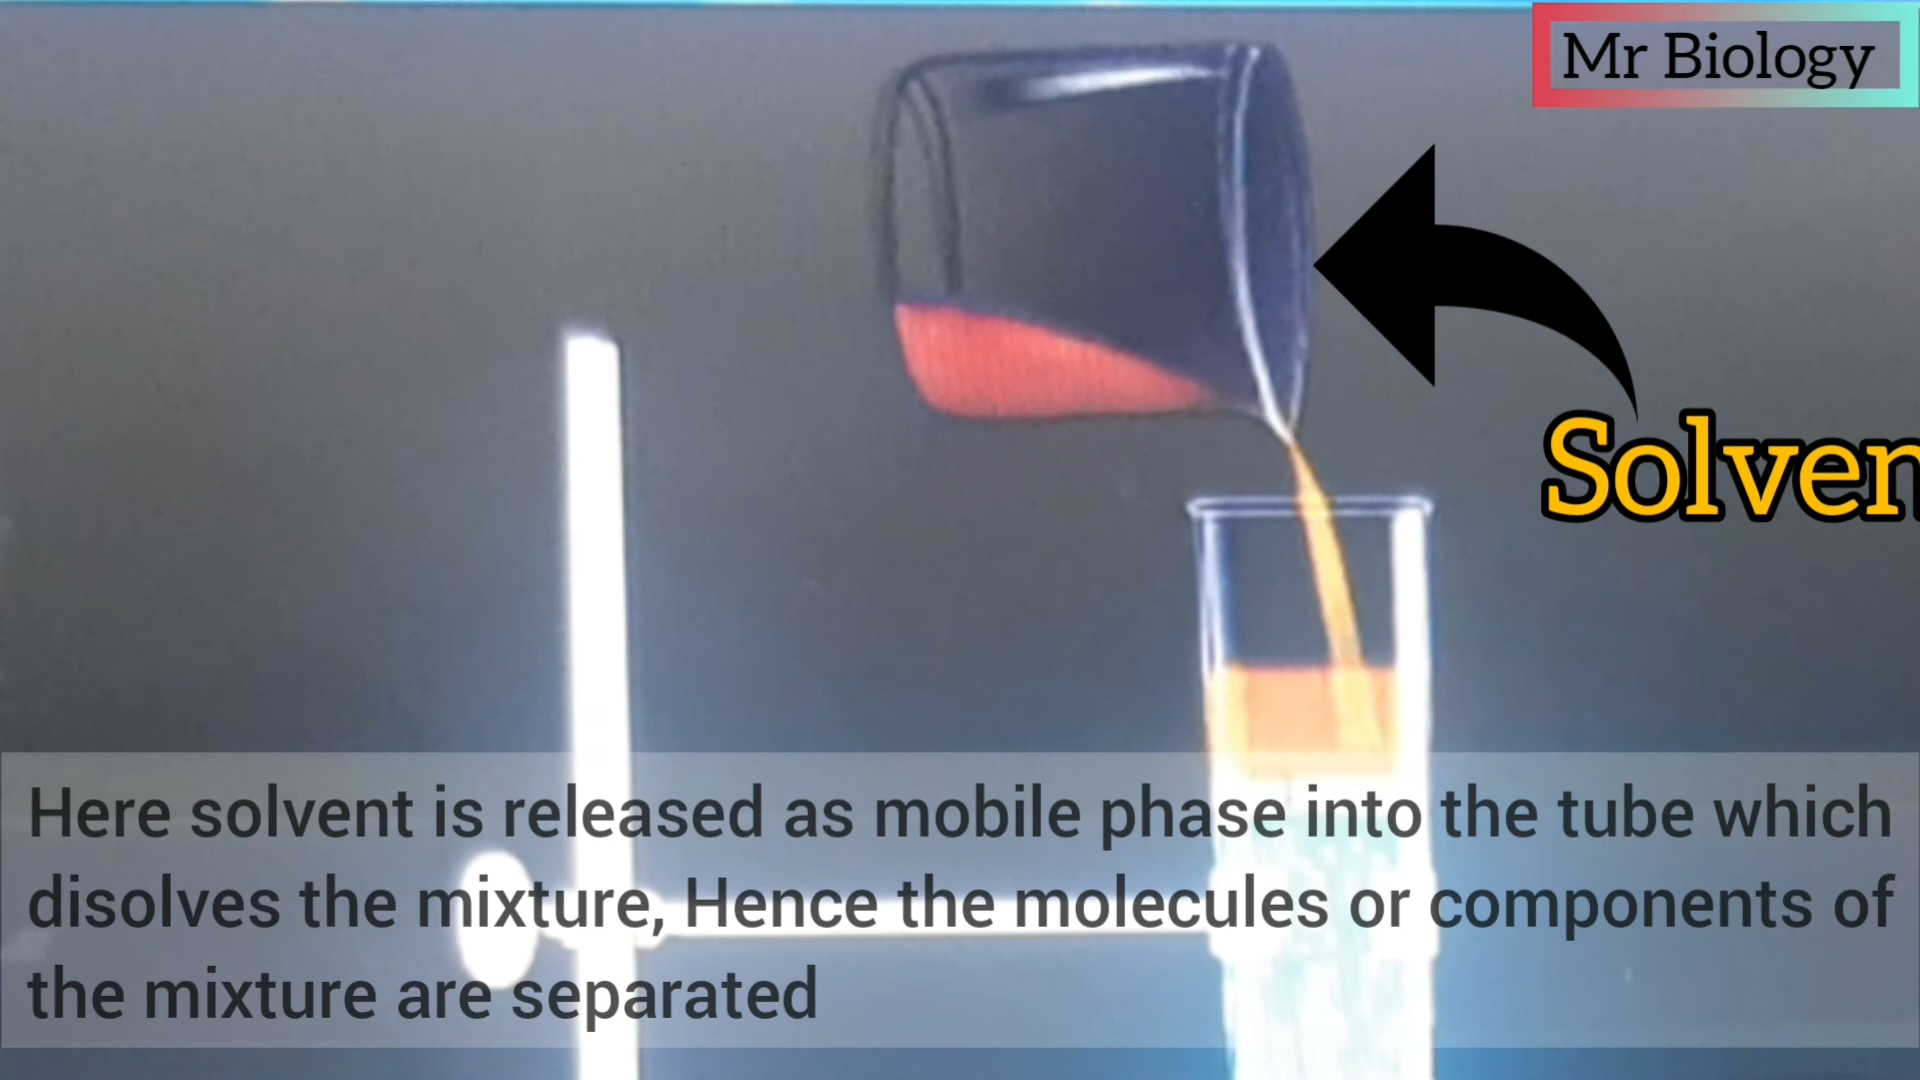 Mr Biology
Solven
Here solvent is released as mobile phase into the tube which
disolves the mixture, Hence the molecules or components of
the mixture are separated